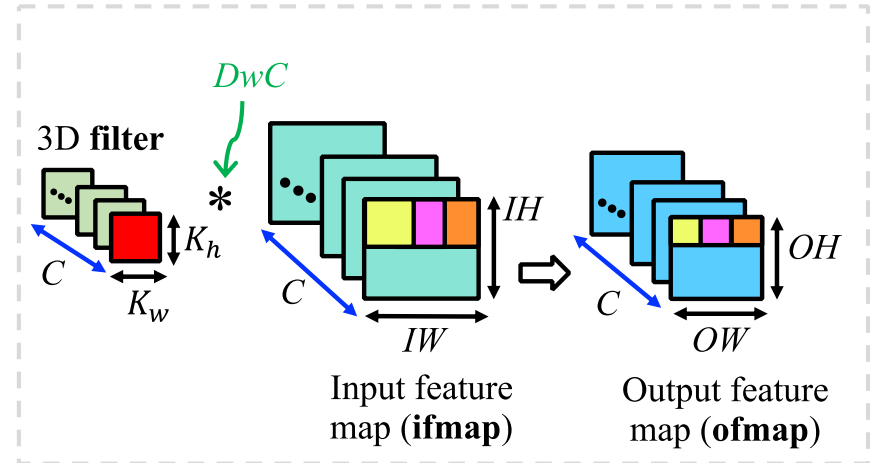 DwC
3D filter
*
C
K_h
K_w
IH
C
IW
Input feature
map (ifmap)
OH
C
OW
Output feature
map (ofmap)